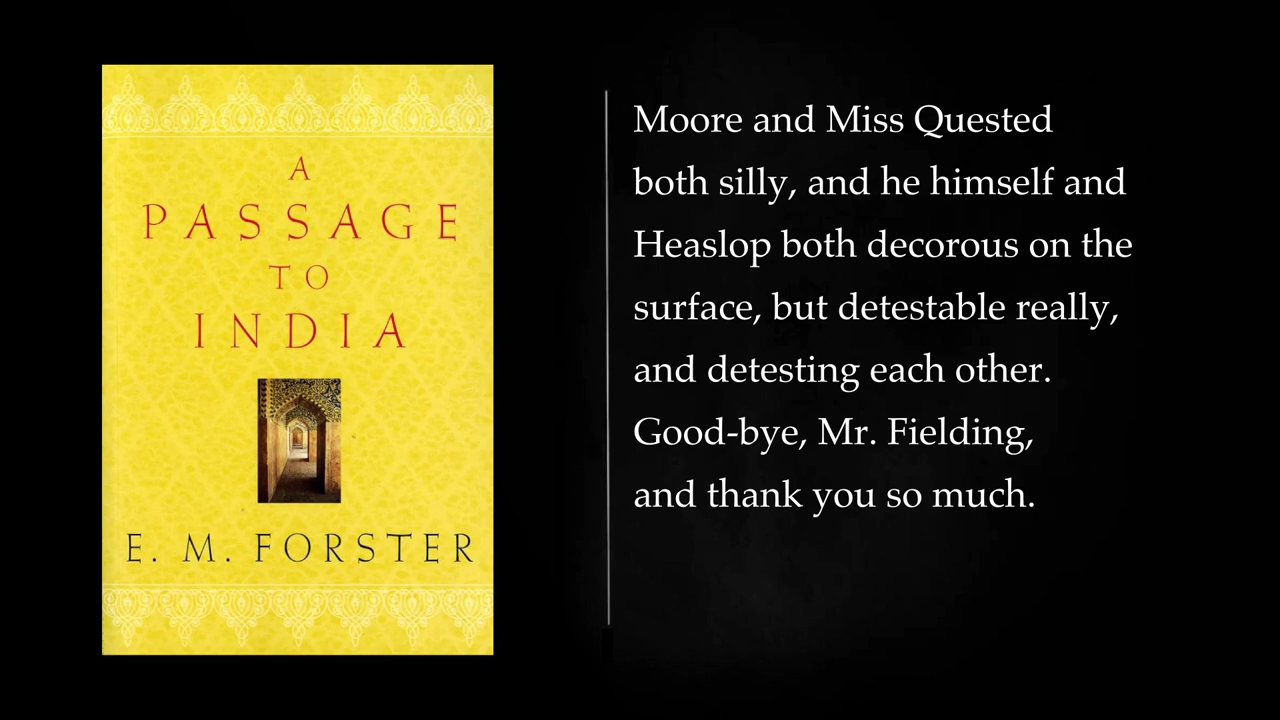 A
PASSAGE
TO
INDIA
E. M. FORSTER
Moore and Miss Quested
both silly, and he himself and
Heaslop both decorous on the
surface, but detestable really,
and detesting each other.
Good-bye, Mr. Fielding,
and thank you so much.